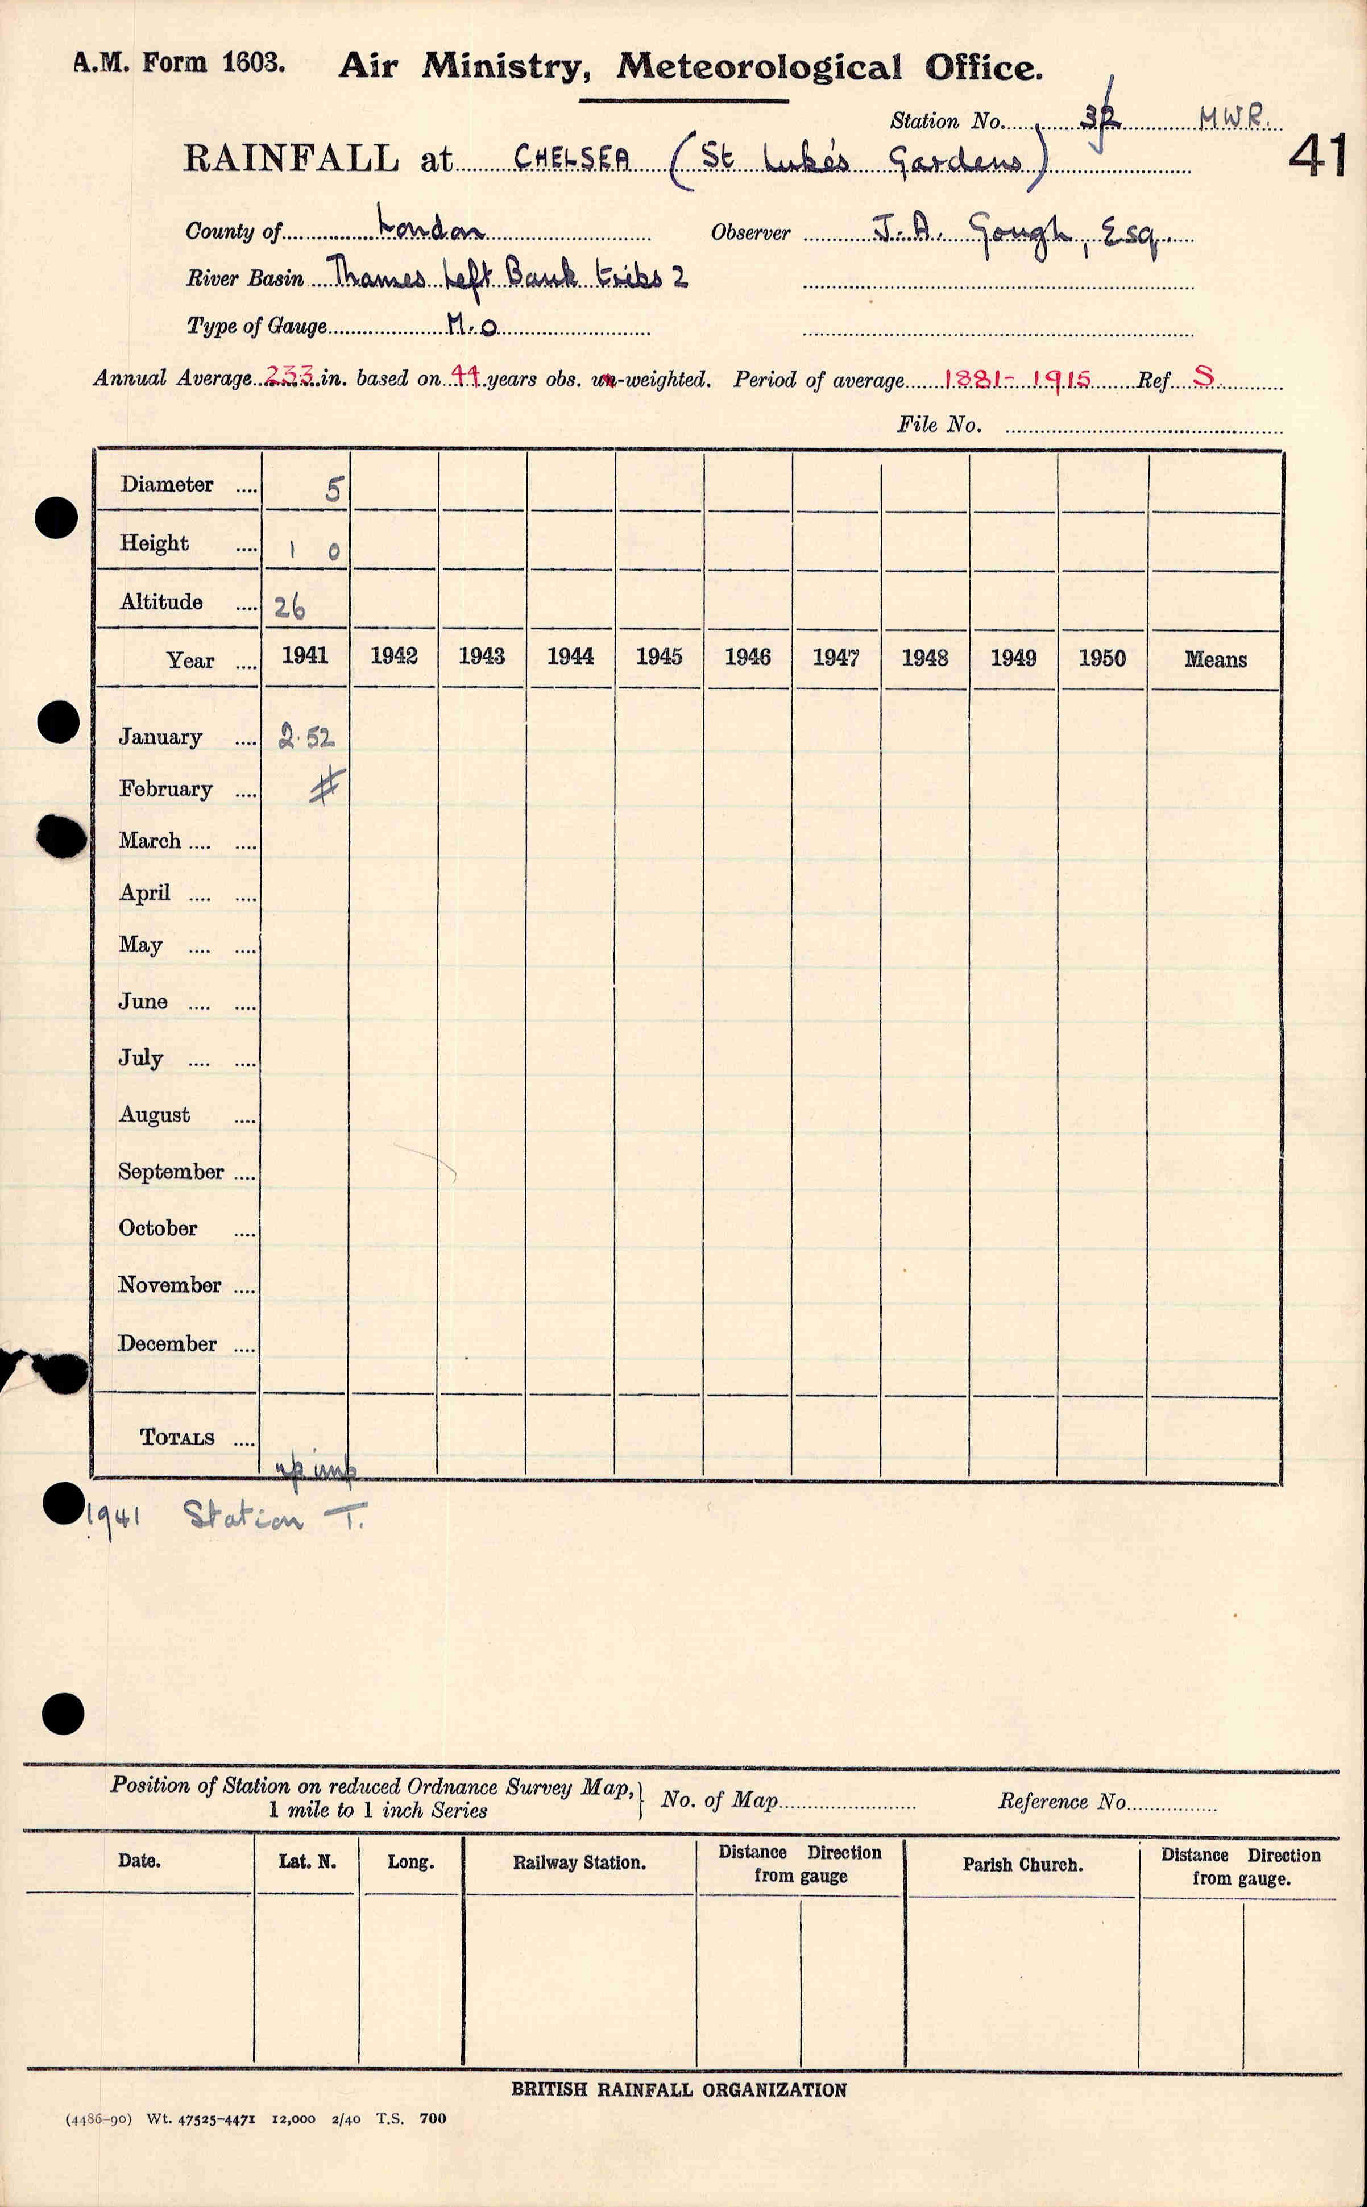 A.M. Form 1603. Air Ministry, Meteorological Office.
Station No. MWR.
RAINFALL at CHELSEA (St Luke's Gardens) 41
County of London Observer J. A. Gough, Esq.
River Basin Thames Left Bank tribs 2
Type of Gauge M.O
Annual Average 233 in. based on 44 years obs. un-weighted. Period of average 1881-1915 Ref. S
File No.
Diameter .... 5
Height .... 1 0
Altitude .... 26
Year .... 1941 1942 1943 1944 1945 1946 1947 1948 1949 1950 Means
January .... 2.52
February .... #
March .... ....
April .... ....
May .... ....
June .... ....
July .... ....
August ....
September ....
October ....
November ....
December ....
TOTALS ....
1941 Station T.
Position of Station on reduced Ordnance Survey Map, } No. of Map Reference No.
1 mile to 1 inch Series
Date. Lat. N. Long. Railway Station. Distance Direction from gauge Parish Church. Distance Direction from gauge.
BRITISH RAINFALL ORGANIZATION
(4486-90) Wt. 47525-4471 12,000 2/40 T.S. 700